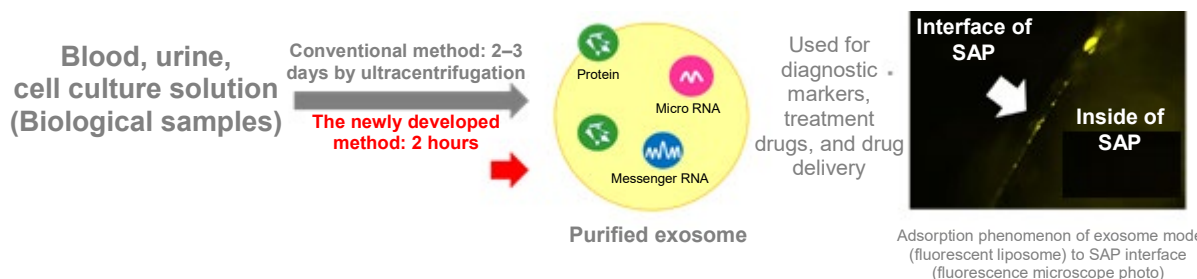 Blood, urine,
cell culture solution
(Biological samples)
Conventional method: 2–3
days by ultracentrifugation
The newly developed
method: 2 hours
Protein
Micro RNA
Messenger RNA
Purified exosome
Used for
diagnostic
markers,
treatment
drugs, and drug
delivery
Interface of
SAP
Inside of
SAP
Adsorption phenomenon of exosome mode
(fluorescent liposome) to SAP interface
(fluorescence microscope photo)